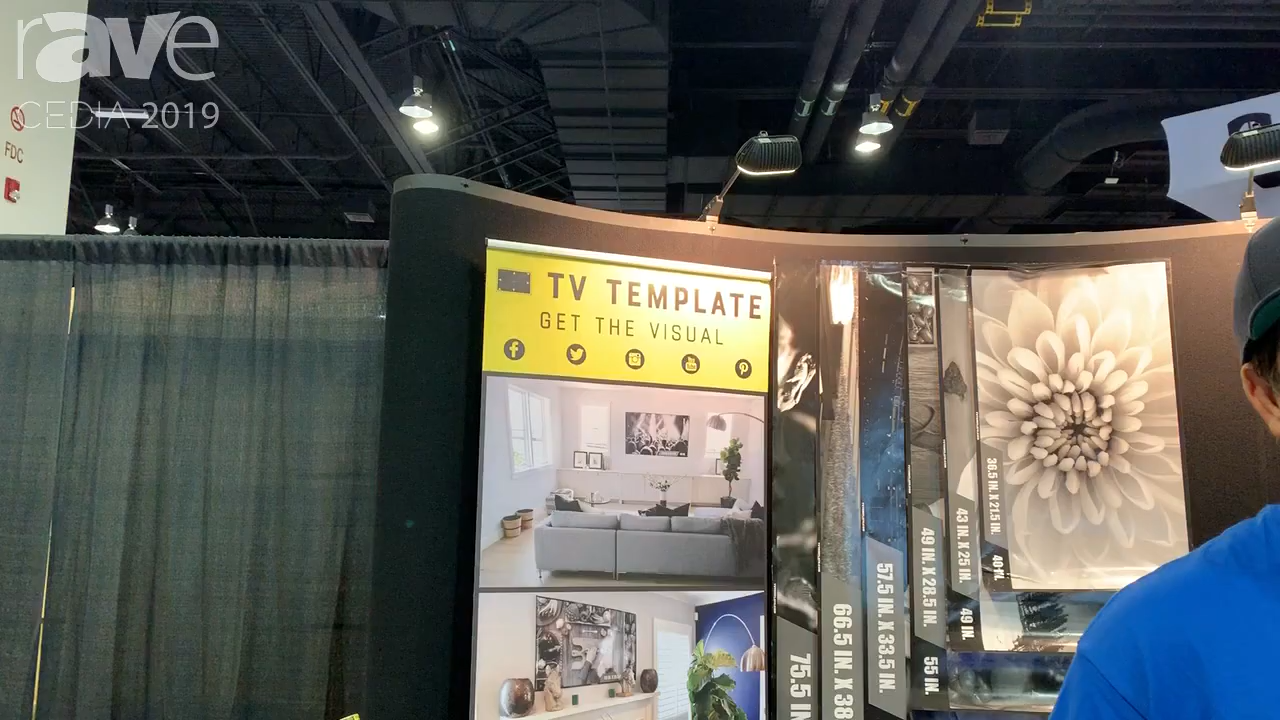 rave
CEDIA 2019
FDC
TV TEMPLATE
GET THE VISUAL
36.5 IN. X 21.5 IN.
40 IN.
43 IN. X 25 IN.
49 IN.
49 IN. X 28.5 IN.
55 IN.
57.5 IN. X 33.5 IN.
66.5 IN. X 38
75.5 IN